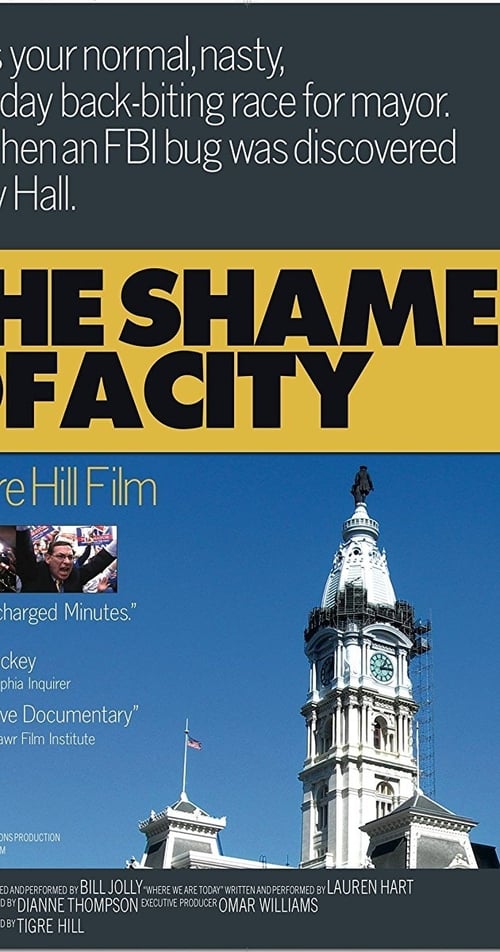 s your normal, nasty,
day back-biting race for mayor.
hen an FBI bug was discovered
y Hall.
HE SHAME
OF A CITY
re Hill Film
charged Minutes."
ckey
phia Inquirer
ve Documentary"
awr Film Institute
ONS PRODUCTION
M
ED AND PERFORMED BY BILL JOLLY "WHERE WE ARE TODAY" WRITTEN AND PERFORMED BY LAUREN HART
D BY DIANNE THOMPSON EXECUTIVE PRODUCER OMAR WILLIAMS
D BY TIGRE HILL